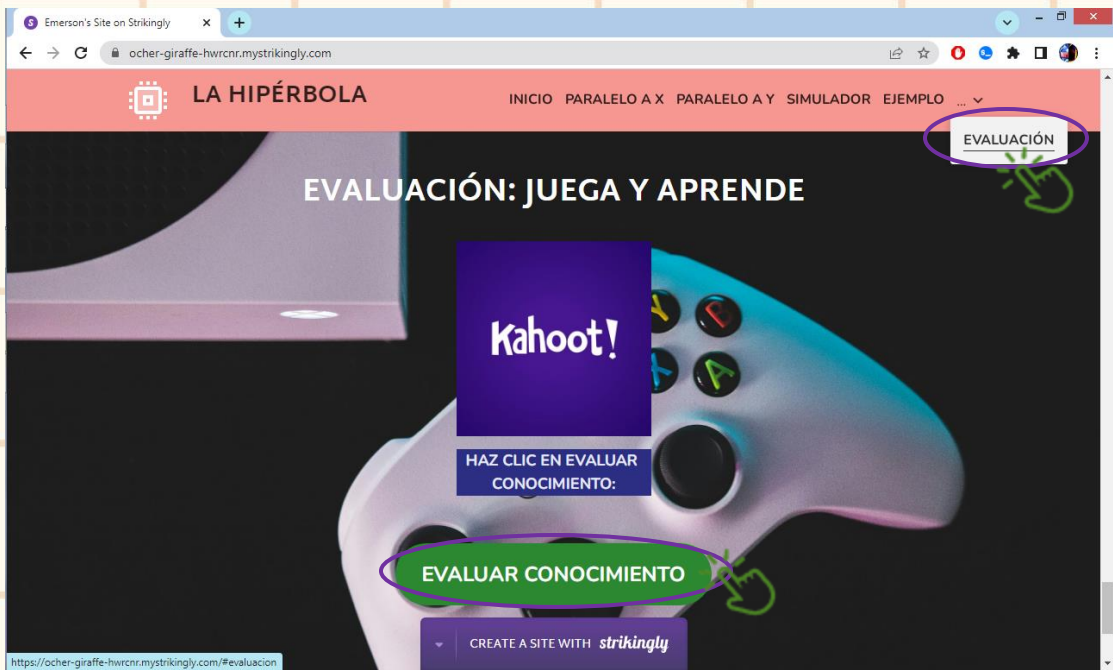 Emerson's Site on Strikingly
ocher-giraffe-hwrcnr.mystrikingly.com
LA HIPÉRBOLA
INICIO PARALELO A X PARALELO A Y SIMULADOR EJEMPLO ...
EVALUACIÓN
EVALUACIÓN: JUEGA Y APRENDE
Kahoot!
Y
B
X
A
HAZ CLIC EN EVALUAR
CONOCIMIENTO:
EVALUAR CONOCIMIENTO
CREATE A SITE WITH strikingly
https://ocher-giraffe-hwrcnr.mystrikingly.com/#evaluacion